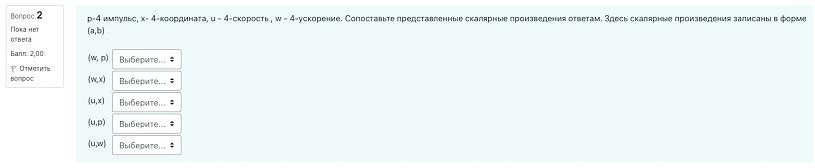 Вопрос 2
Пока нет
ответа
Балл: 2,00
Отметить
вопрос
p-4 импульс, x- 4-координата, u - 4-скорость , w - 4-ускорение. Сопоставьте представленные скалярные произведения ответам. Здесь скалярные произведения записаны в форме
(a,b)
(w, p) Выберите...
(w,x) Выберите...
(u,x) Выберите...
(u,p) Выберите...
(u,w) Выберите...